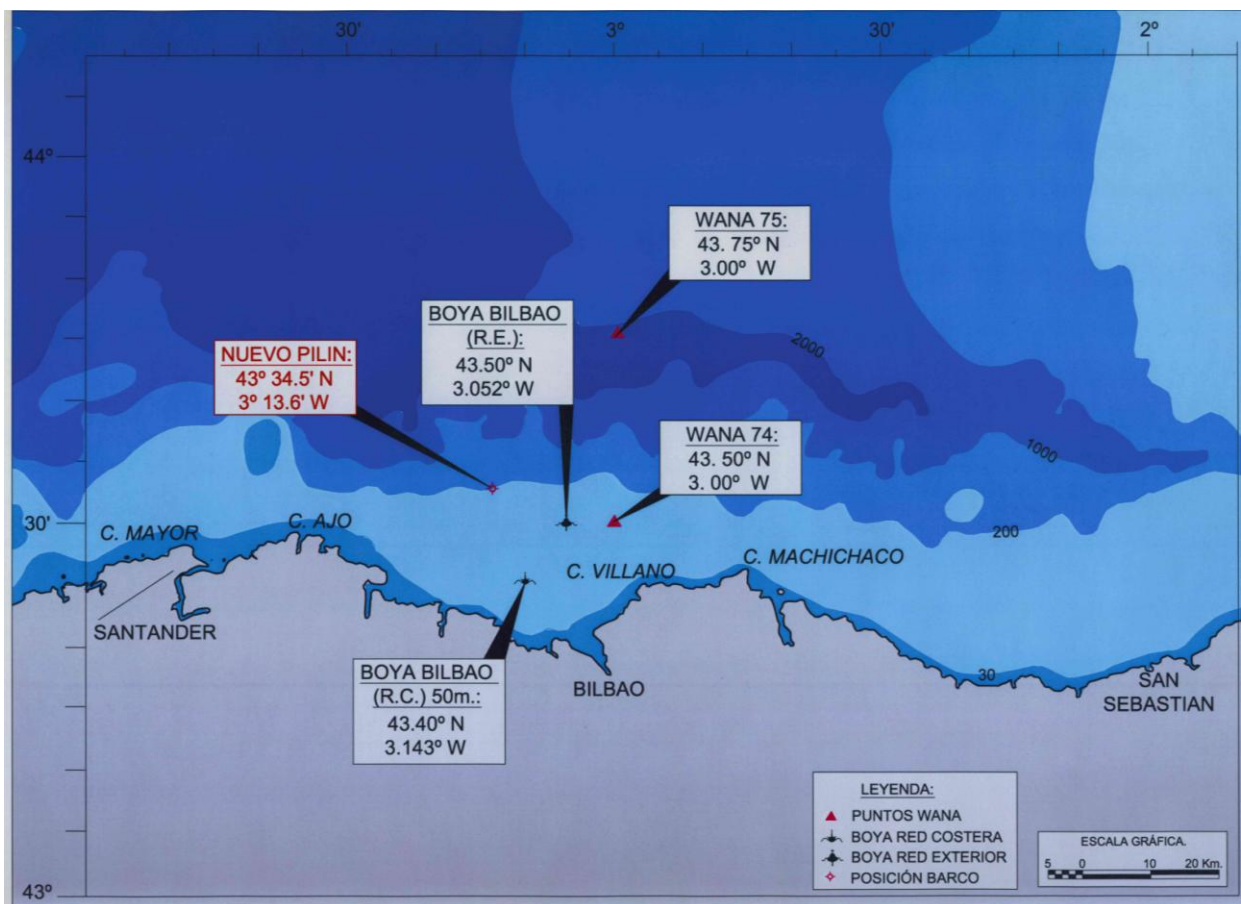 30'
3º
30'
2º
44º
WANA 75:
43. 75º N
3.00º W
BOYA BILBAO
(R.E.):
43.50º N
3.052º W
2000
NUEVO PILIN:
43º 34.5' N
3º 13.6' W
WANA 74:
43. 50º N
3. 00º W
1000
30'
200
C. MAYOR
C. AJO
C. VILLANO
C. MACHICHACO
SANTANDER
BOYA BILBAO
(R.C.) 50m.:
43.40º N
3.143º W
BILBAO
30
SAN
SEBASTIAN
LEYENDA:
PUNTOS WANA
BOYA RED COSTERA
BOYA RED EXTERIOR
POSICIÓN BARCO
ESCALA GRÁFICA.
5 0 10 20 Km.
43º